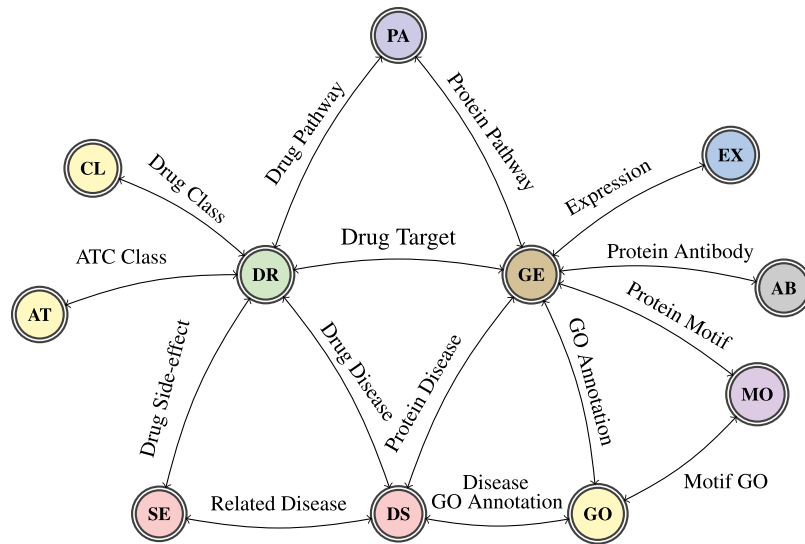 PA
Drug Pathway
Protein Pathway
CL
Drug Class
EX
Expression
Drug Target
ATC Class
DR
GE
Protein Antibody
AB
AT
Protein Motif
Drug Side-effect
Drug Disease
Protein Disease
GO Annotation
MO
SE
Related Disease
DS
Disease
GO Annotation
GO
Motif GO